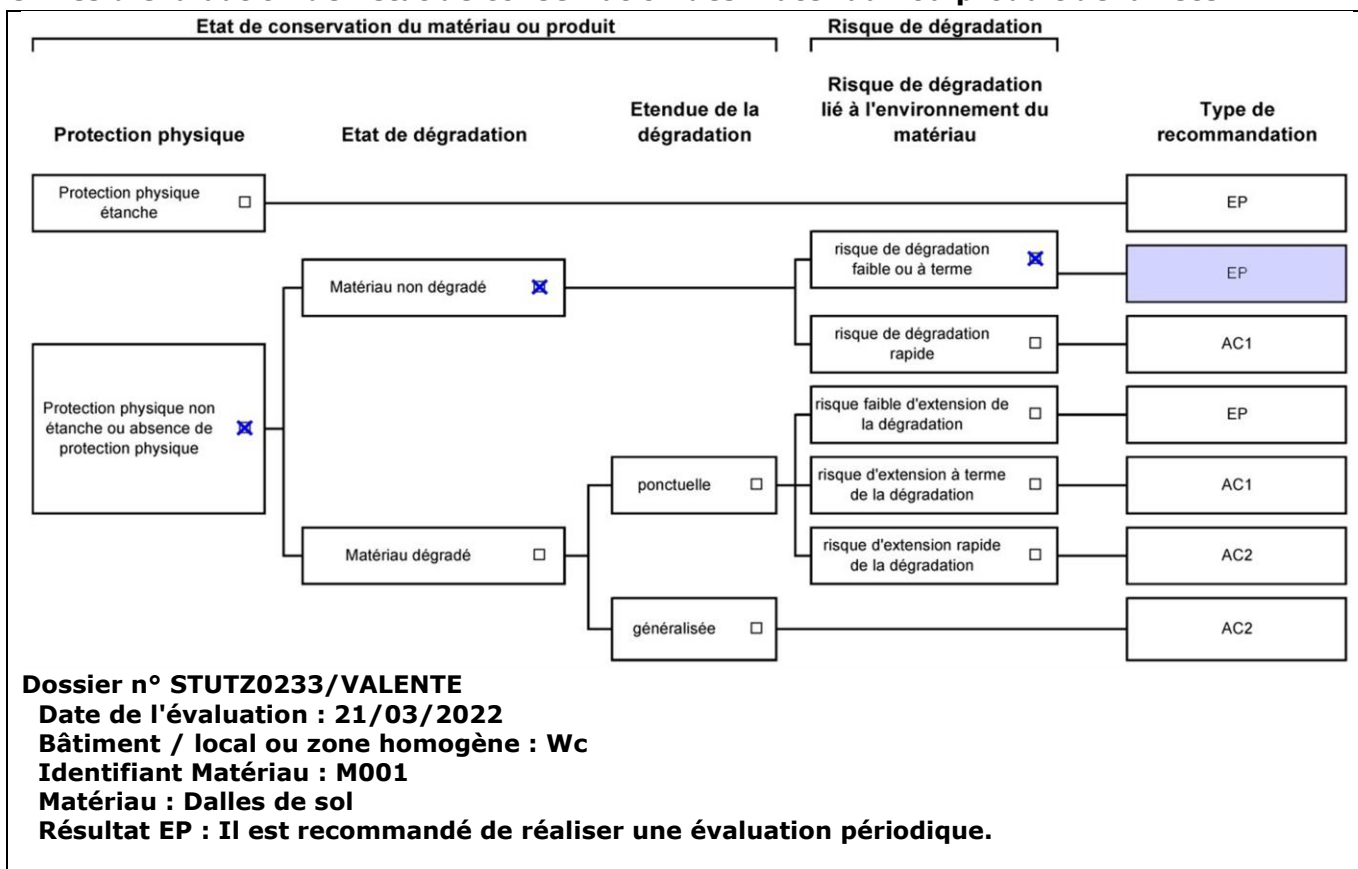 Etat de conservation du matériau ou produit
Risque de dégradation
Protection physique
Etat de dégradation
Etendue de la
dégradation
Risque de dégradation
lié à l'environnement du
matériau
Type de
recommandation
Protection physique
étanche
EP
risque de dégradation
faible ou à terme
EP
Matériau non dégradé
risque de dégradation
rapide
AC1
Protection physique non
étanche ou absence de
protection physique
risque faible d'extension de
la dégradation
EP
ponctuelle
risque d'extension à terme
de la dégradation
AC1
Matériau dégradé
risque d'extension rapide
de la dégradation
AC2
généralisée
AC2
Dossier n° STUTZ0233/VALENTE
Date de l'évaluation : 21/03/2022
Bâtiment / local ou zone homogène : Wc
Identifiant Matériau : M001
Matériau : Dalles de sol
Résultat EP : Il est recommandé de réaliser une évaluation périodique.